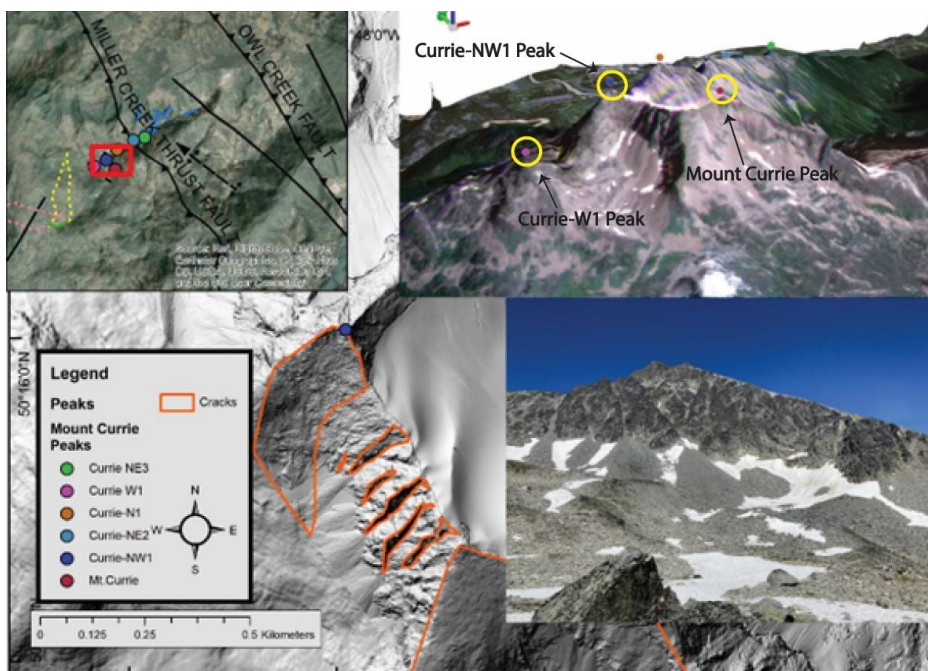 MILLER CREEK THRUST FAULT
OWL CREEK FAULT
48'0"W
Currie-NW1 Peak
Mount Currie Peak
Currie-W1 Peak
50°16'0"N
Legend
Peaks
Cracks
Mount Currie
Peaks
Currie NE3
Currie W1
Currie-N1
Currie-NE2
Currie-NW1
Mt.Currie
N
W E
S
0 0.125 0.25 0.5 Kilometers